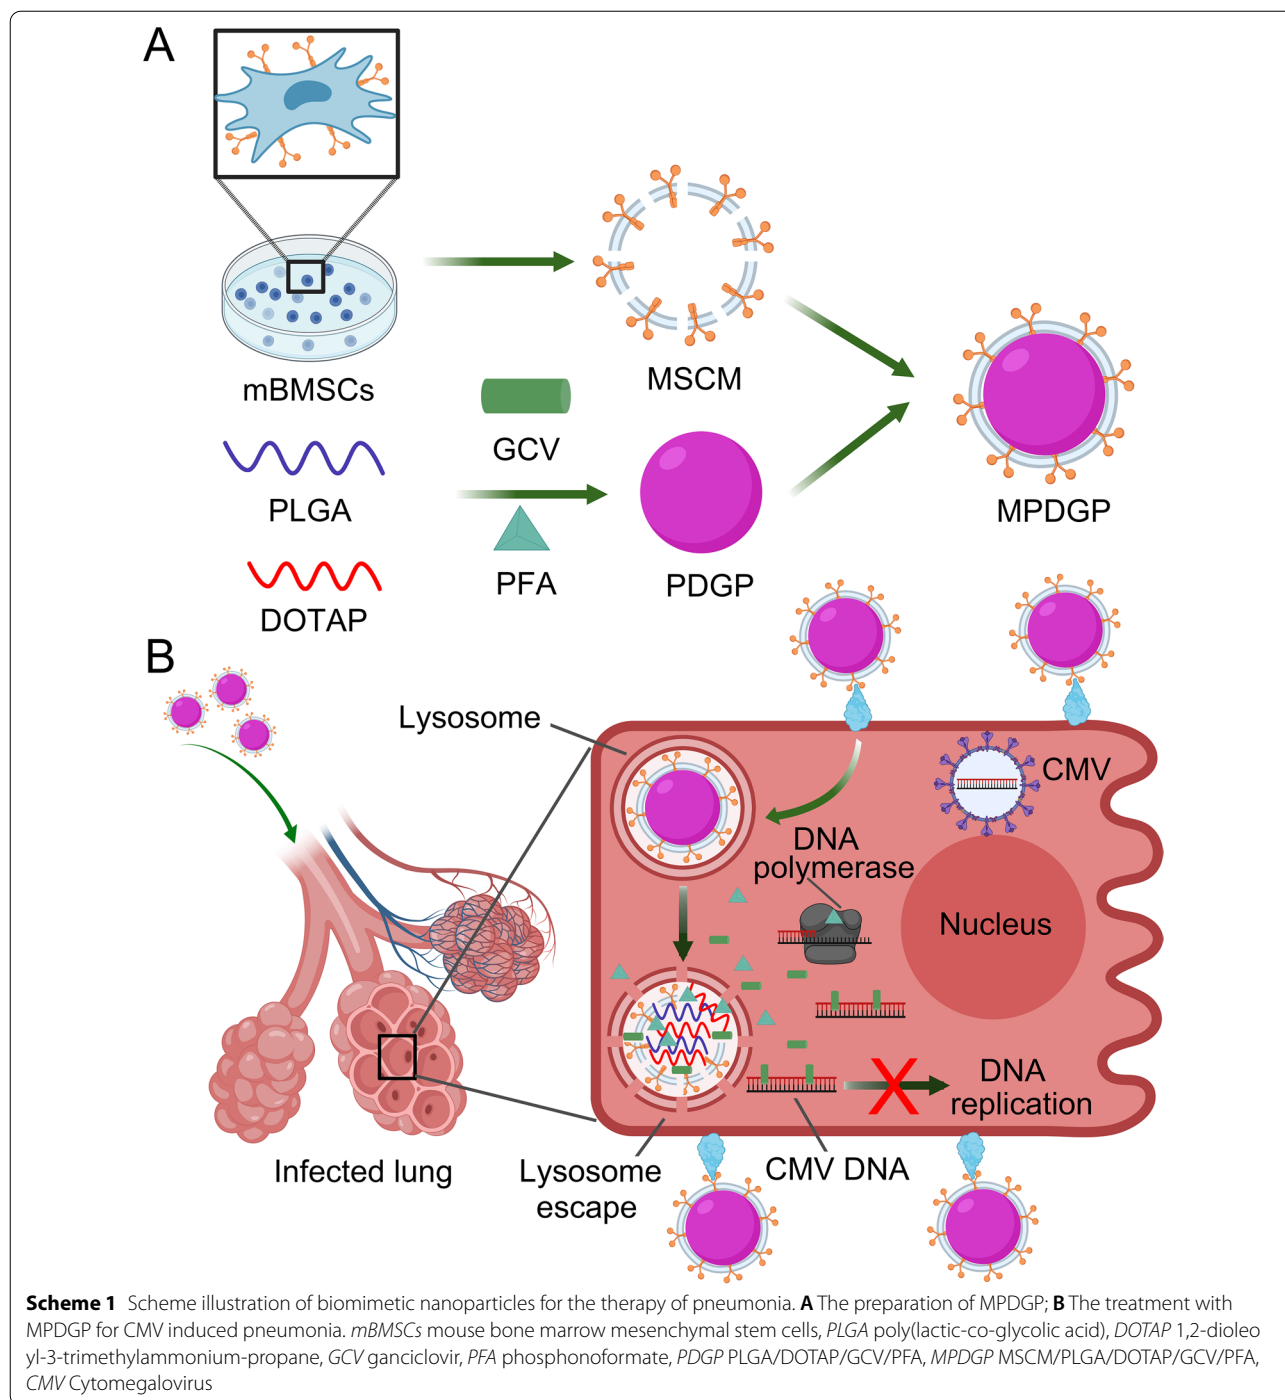 A
mBMSCs
MSCM
GCV
PLGA
MPDGP
PFA
PDGP
DOTAP
B
Lysosome
CMV
DNA
polymerase
Nucleus
DNA
replication
Infected lung
Lysosome
escape
CMV DNA
Scheme 1 Scheme illustration of biomimetic nanoparticles for the therapy of pneumonia. A The preparation of MPDGP; B The treatment with
MPDGP for CMV induced pneumonia. mBMSCs mouse bone marrow mesenchymal stem cells, PLGA poly(lactic-co-glycolic acid), DOTAP 1,2-dioleo
yl-3-trimethylammonium-propane, GCV ganciclovir, PFA phosphonoformate, PDGP PLGA/DOTAP/GCV/PFA, MPDGP MSCM/PLGA/DOTAP/GCV/PFA,
CMV Cytomegalovirus